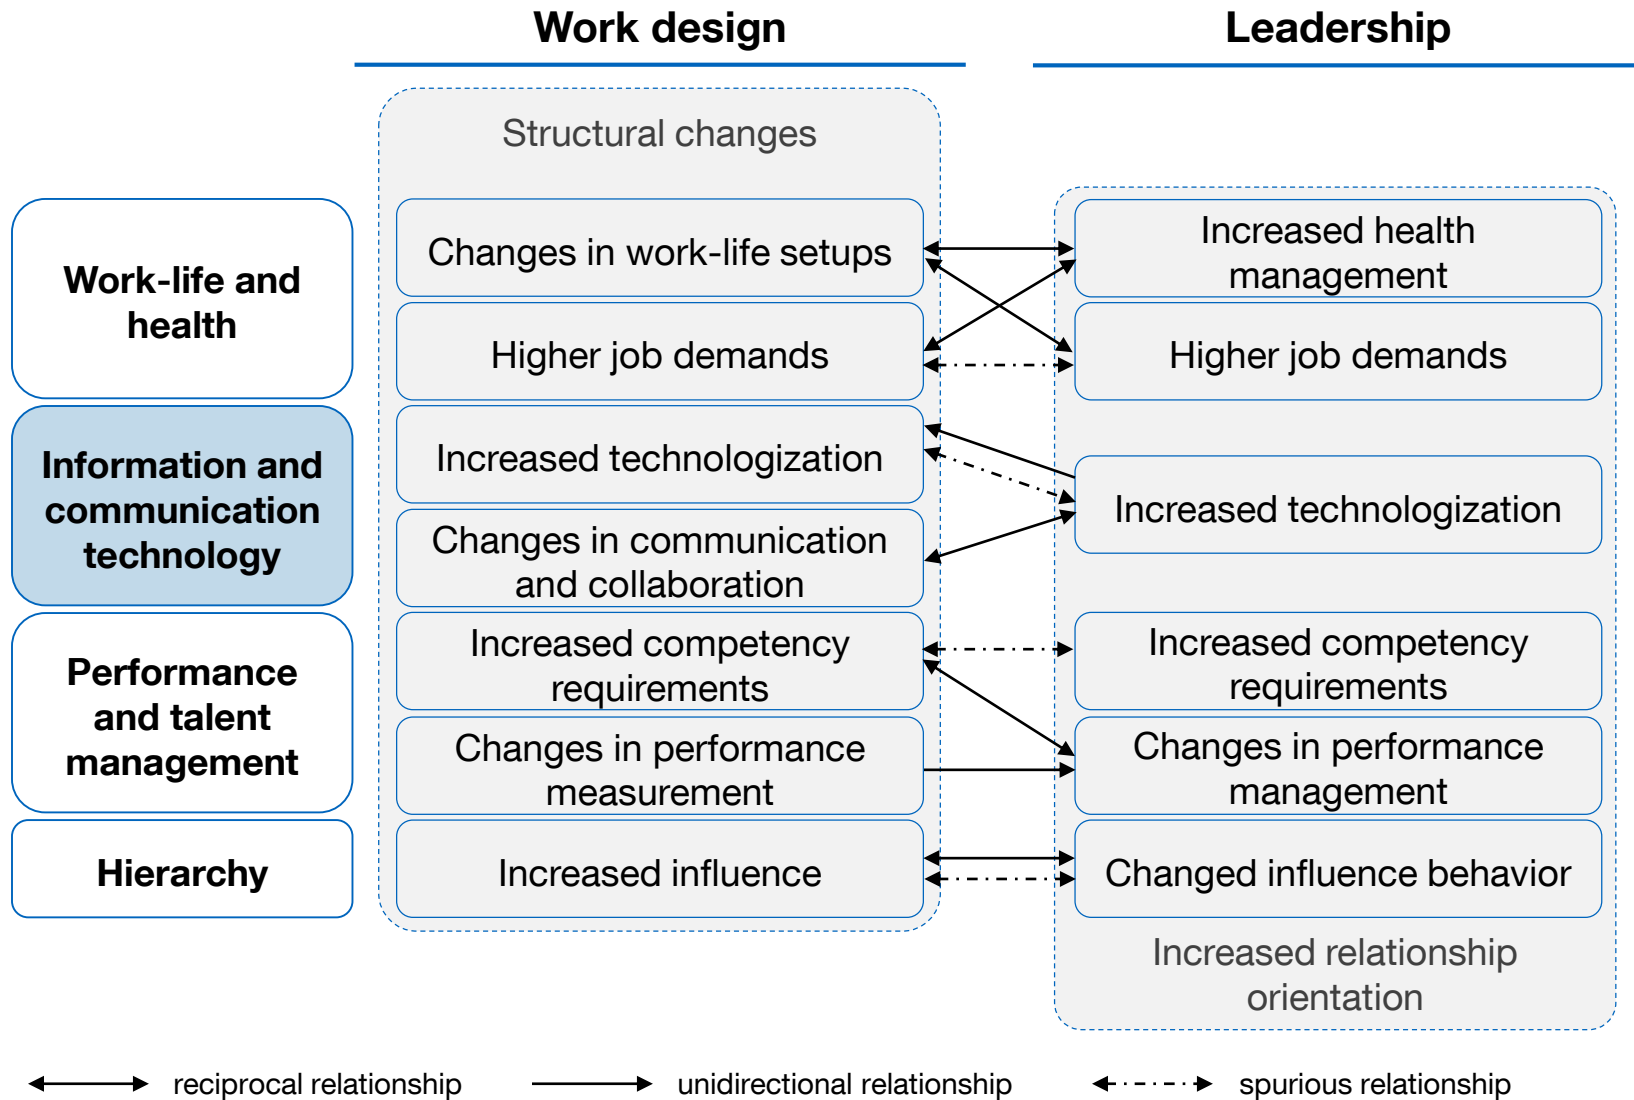 Work design
Leadership
Structural changes
Work-life and
health
Changes in work-life setups
Increased health
management
Higher job demands
Higher job demands
Information and
communication
technology
Increased technologization
Increased technologization
Changes in communication
and collaboration
Performance
and talent
management
Increased competency
requirements
Increased competency
requirements
Changes in performance
measurement
Changes in performance
management
Hierarchy
Increased influence
Changed influence behavior
Increased relationship
orientation
reciprocal relationship
unidirectional relationship
spurious relationship